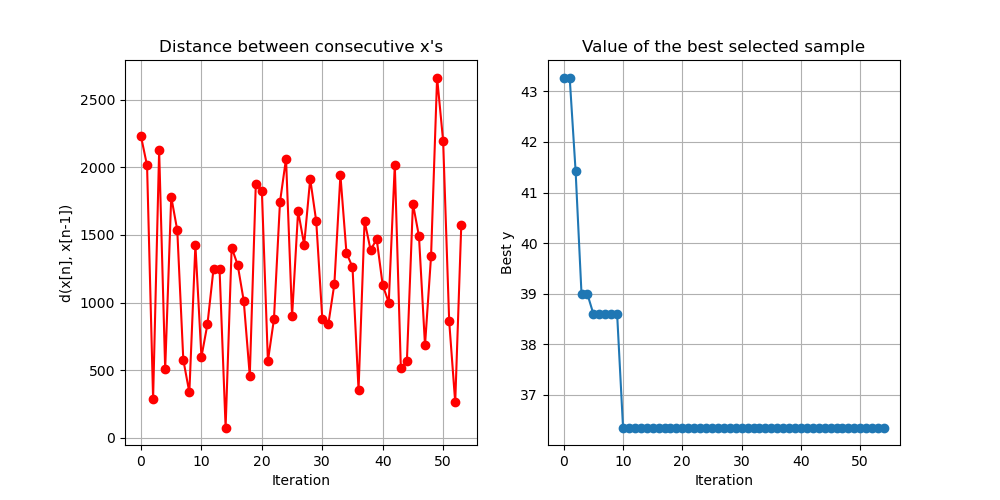 Distance between consecutive x's
d(x[n], x[n-1])
2500
2000
1500
1000
500
0
0 10 20 30 40 50
Iteration
Value of the best selected sample
Best y
43
42
41
40
39
38
37
0 10 20 30 40 50
Iteration